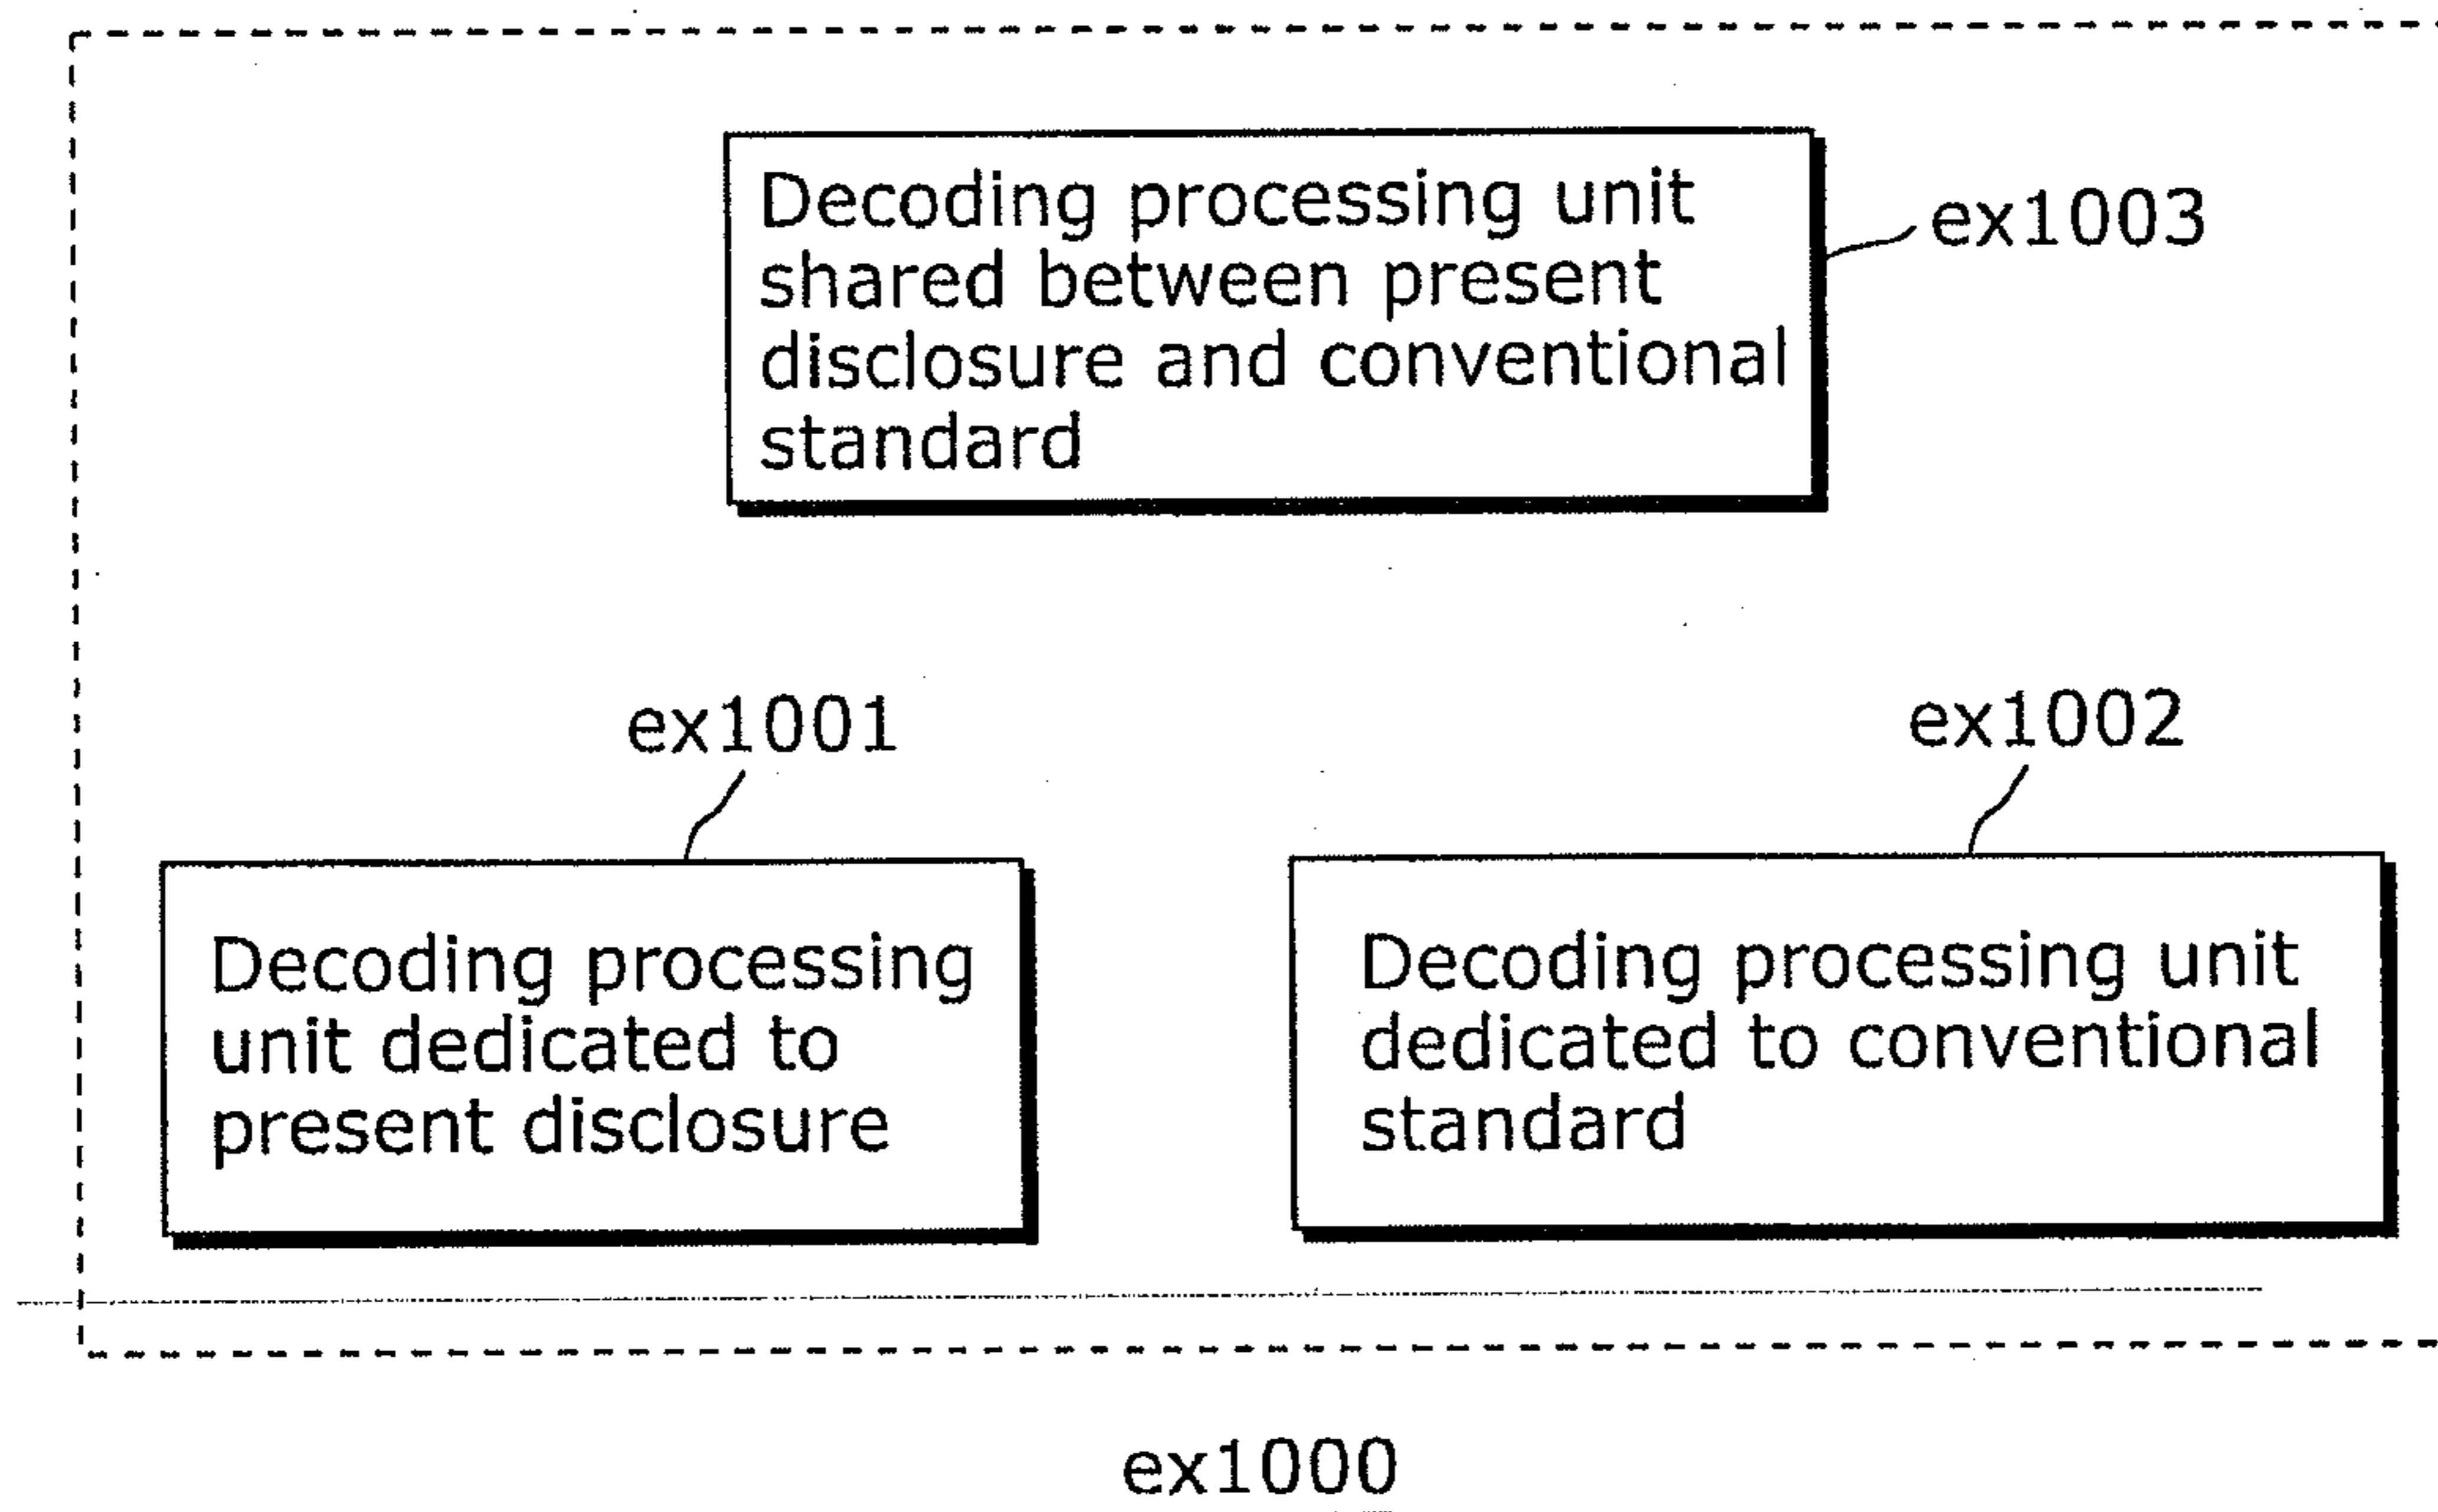 Decoding processing unit
shared between present
disclosure and conventional
standard
ex1003
ex1001
ex1002
Decoding processing
unit dedicated to
present disclosure
Decoding processing unit
dedicated to conventional
standard
ex1000